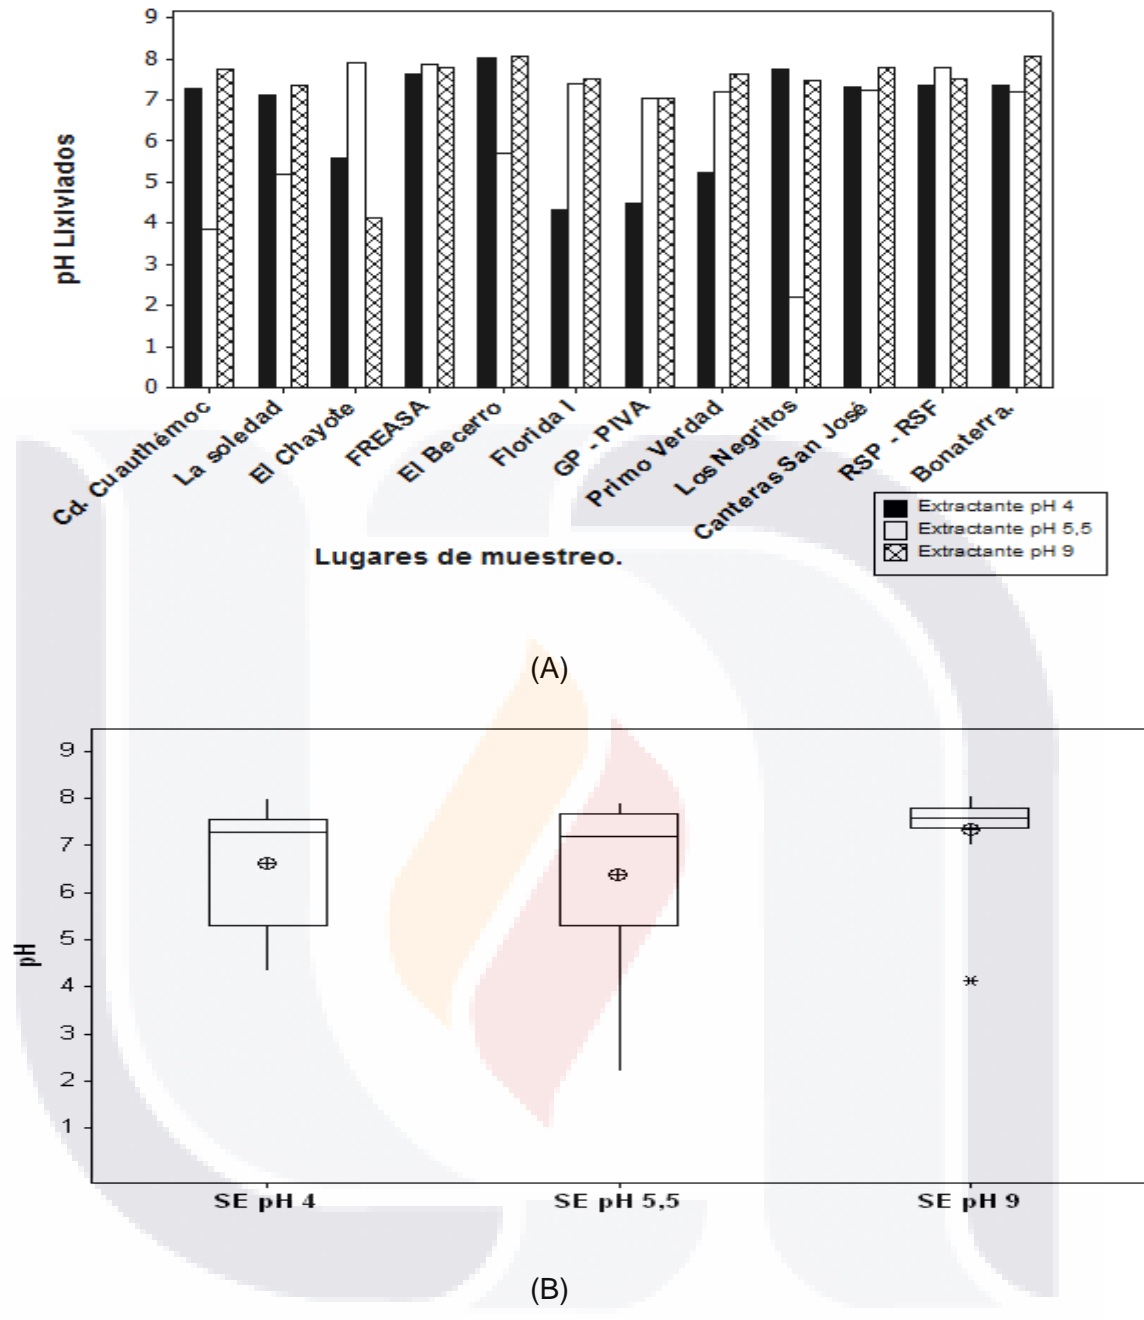 9
8
7
6
5
4
3
2
1
0
pH Lixiviados
Cd. Cuauthémoc
La soledad
El Chayote
FREASA
El Becerro
Florida I
GP - PIVA
Primo Verdad
Los Negritos
Canteras San José
RSP - RSF
Bonaterra.
Extractante pH 4
Extractante pH 5,5
Extractante pH 9
Lugares de muestreo.
(A)
9
8
7
6
5
4
3
2
1
pH
SE pH 4
SE pH 5,5
SE pH 9
(B)